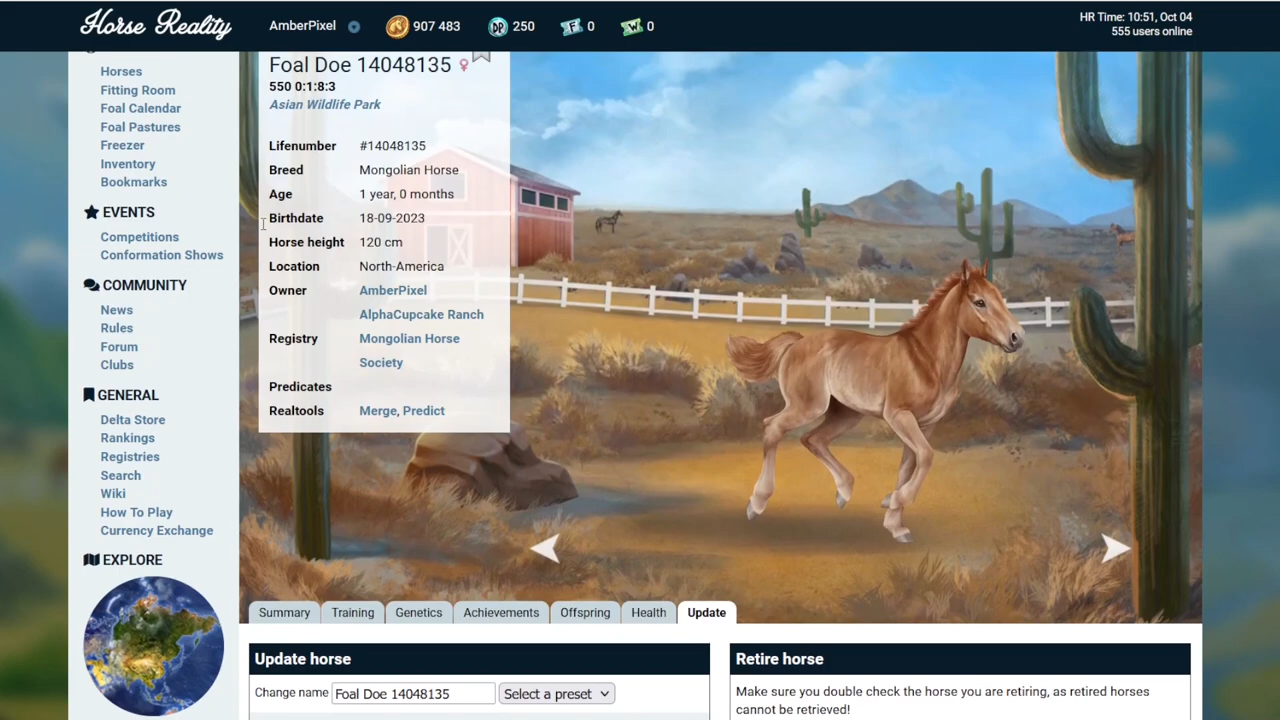 Horse Reality
AmberPixel
907 483
DP
250
F
0
W
0
HR Time: 10:51, Oct 04
555 users online
Horses
Fitting Room
Foal Calendar
Foal Pastures
Freezer
Inventory
Bookmarks
EVENTS
Competitions
Conformation Shows
COMMUNITY
News
Rules
Forum
Clubs
GENERAL
Delta Store
Rankings
Registries
Search
Wiki
How To Play
Currency Exchange
EXPLORE
Foal Doe 14048135 ♀
550 0:1:8:3
Asian Wildlife Park
Lifenumber #14048135
Breed Mongolian Horse
Age 1 year, 0 months
Birthdate 18-09-2023
Horse height 120 cm
Location North-America
Owner AmberPixel
AlphaCupcake Ranch
Registry Mongolian Horse
Society
Predicates
Realtools Merge, Predict
Summary Training Genetics Achievements Offspring Health Update
Update horse
Change name Foal Doe 14048135 Select a preset
Retire horse
Make sure you double check the horse you are retiring, as retired horses
cannot be retrieved!